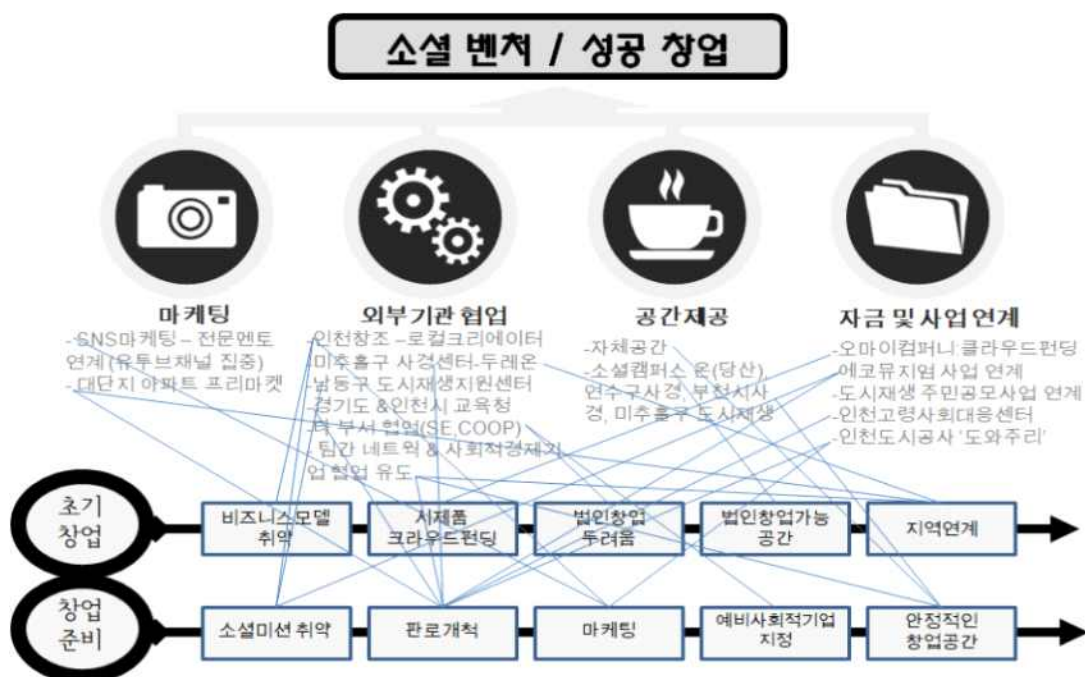 소셜 벤처 / 성공 창업
마케팅
-SNS마케팅 – 전문멘토
연계(유투브채널 집중)
-대단지 아파트 프리마켓
외부기관 협업
-인천창조 –로컬크리에이터
-미추홀구 사경센터-두레온
-남동구 도시재생지원센터
-경기도 &인천시 교육청
-타 부서 협업(SE,COOP)
- 팀간 네트웍 & 사회적경제기
업 협업 유도
공간제공
-자체공간
-소셜캠퍼스 온(당산),
연수구사경, 부천시사
경, 미추홀구 도시재생
자금 및 사업 연계
-오마이컴퍼니:클라우드펀딩
-에코뮤지엄 사업 연계
-도시재생 주민공모사업 연계
-인천고령사회대응센터
-인천도시공사 ‘도와주리’
초기
창업
비즈니스모델
취약
시제품
크라우드펀딩
법인창업
두려움
법인창업가능
공간
지역연계
창업
준비
소셜미션 취약
판로개척
마케팅
예비사회적기업
지정
안정적인
창업공간